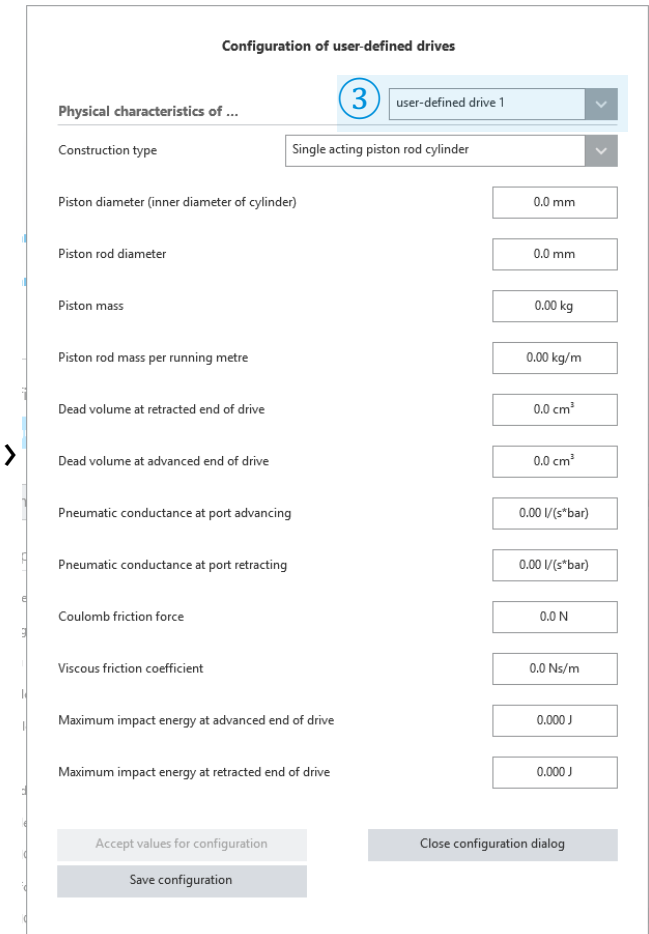 Configuration of user-defined drives
3 user-defined drive 1
Physical characteristics of ...
Construction type Single acting piston rod cylinder
Piston diameter (inner diameter of cylinder) 0.0 mm
Piston rod diameter 0.0 mm
Piston mass 0.00 kg
Piston rod mass per running metre 0.00 kg/m
Dead volume at retracted end of drive 0.0 cm³
Dead volume at advanced end of drive 0.0 cm³
Pneumatic conductance at port advancing 0.00 l/(s*bar)
Pneumatic conductance at port retracting 0.00 l/(s*bar)
Coulomb friction force 0.0 N
Viscous friction coefficient 0.0 Ns/m
Maximum impact energy at advanced end of drive 0.000 J
Maximum impact energy at retracted end of drive 0.000 J
Accept values for configuration Close configuration dialog
Save configuration